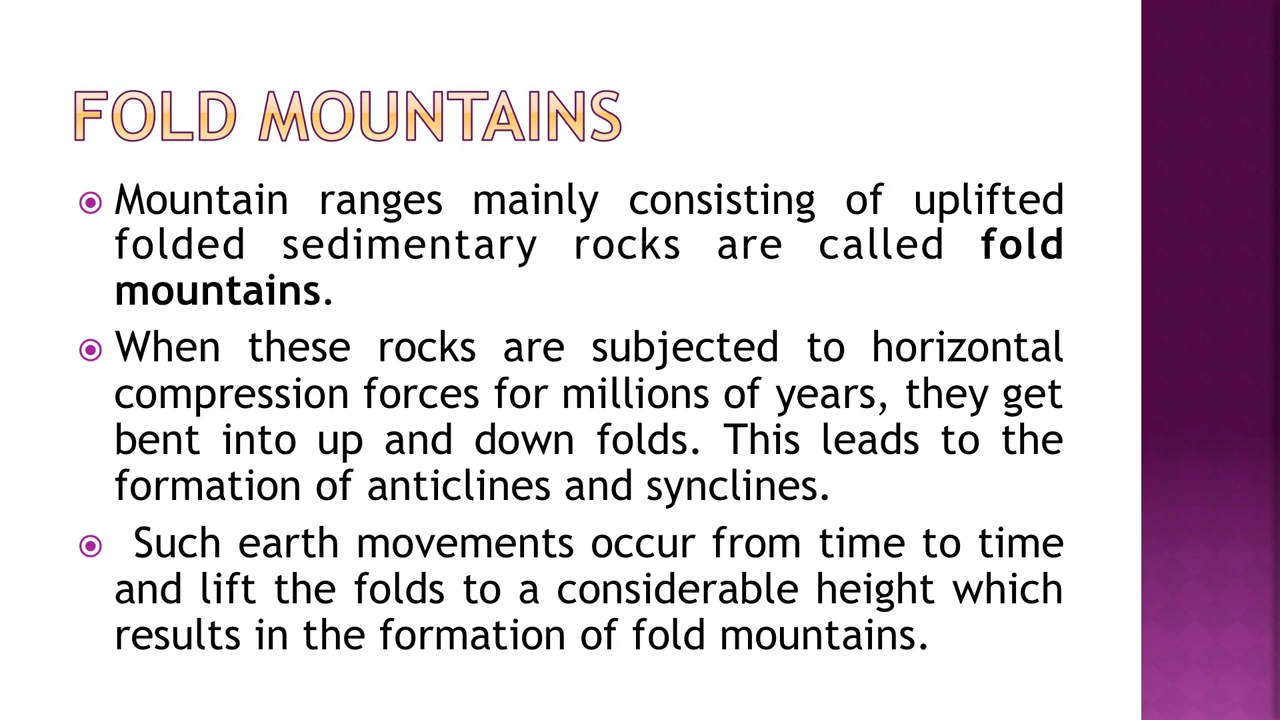 FOLD MOUNTAINS
Mountain ranges mainly consisting of uplifted
folded sedimentary rocks are called fold
mountains.
When these rocks are subjected to horizontal
compression forces for millions of years, they get
bent into up and down folds. This leads to the
formation of anticlines and synclines.
Such earth movements occur from time to time
and lift the folds to a considerable height which
results in the formation of fold mountains.